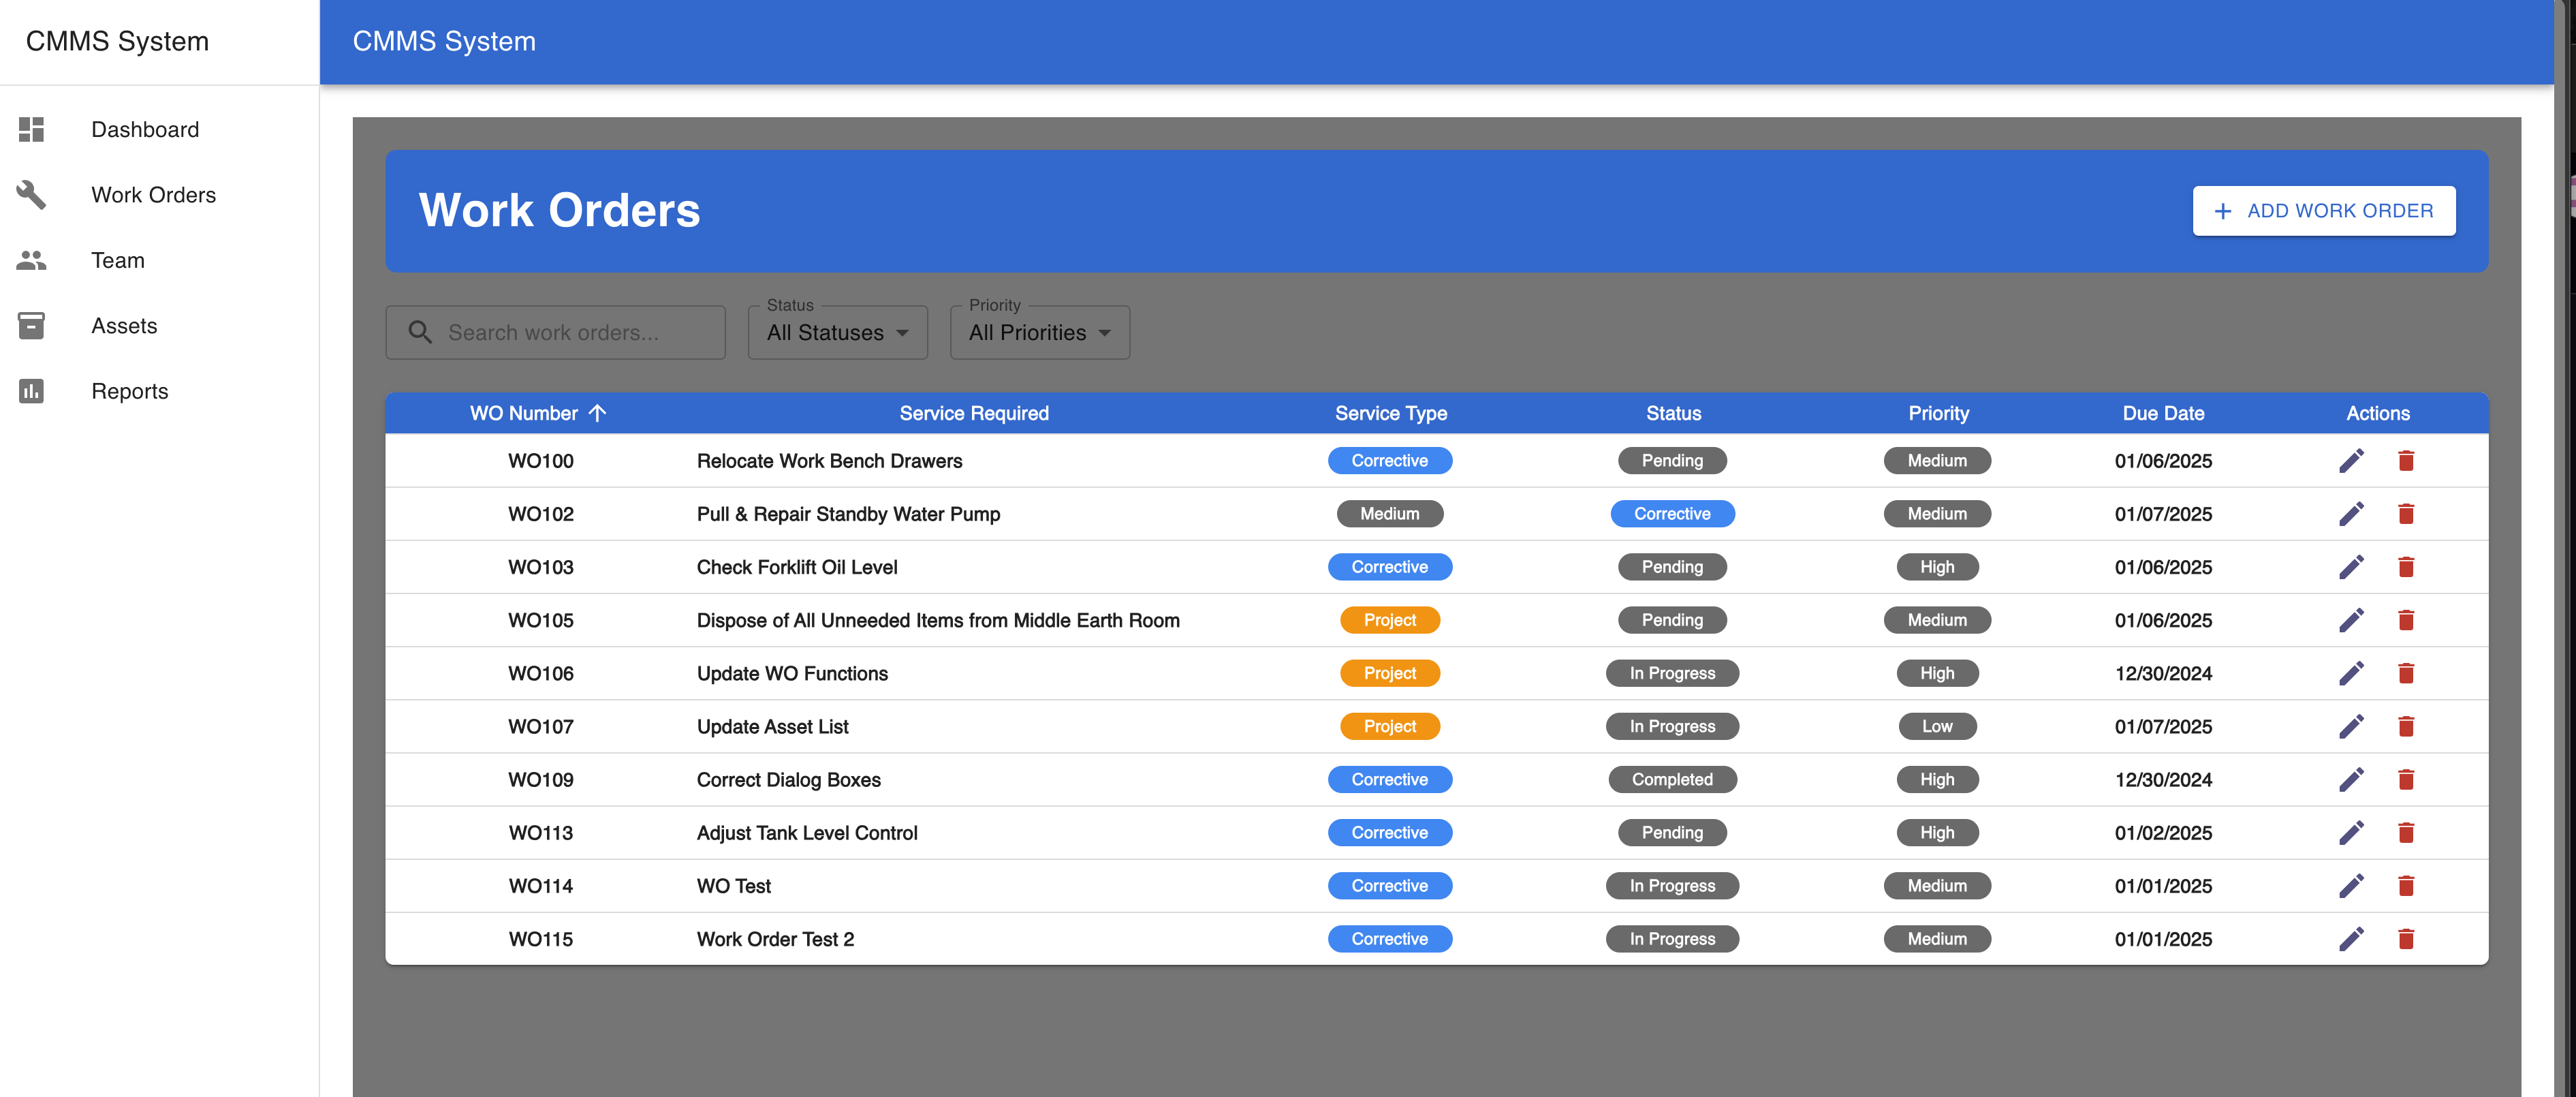 CMMS System
CMMS System
Dashboard
Work Orders
Team
Assets
Reports
Work Orders
ADD WORK ORDER
Status
Priority
Search work orders...
All Statuses
All Priorities
WO Number Service Required Service Type Status Priority Due Date Actions
WO100 Relocate Work Bench Drawers Corrective Pending Medium 01/06/2025
WO102 Pull & Repair Standby Water Pump Medium Corrective Medium 01/07/2025
WO103 Check Forklift Oil Level Corrective Pending High 01/06/2025
WO105 Dispose of All Unneeded Items from Middle Earth Room Project Pending Medium 01/06/2025
WO106 Update WO Functions Project In Progress High 12/30/2024
WO107 Update Asset List Project In Progress Low 01/07/2025
WO109 Correct Dialog Boxes Corrective Completed High 12/30/2024
WO113 Adjust Tank Level Control Corrective Pending High 01/02/2025
WO114 WO Test Corrective In Progress Medium 01/01/2025
WO115 Work Order Test 2 Corrective In Progress Medium 01/01/2025